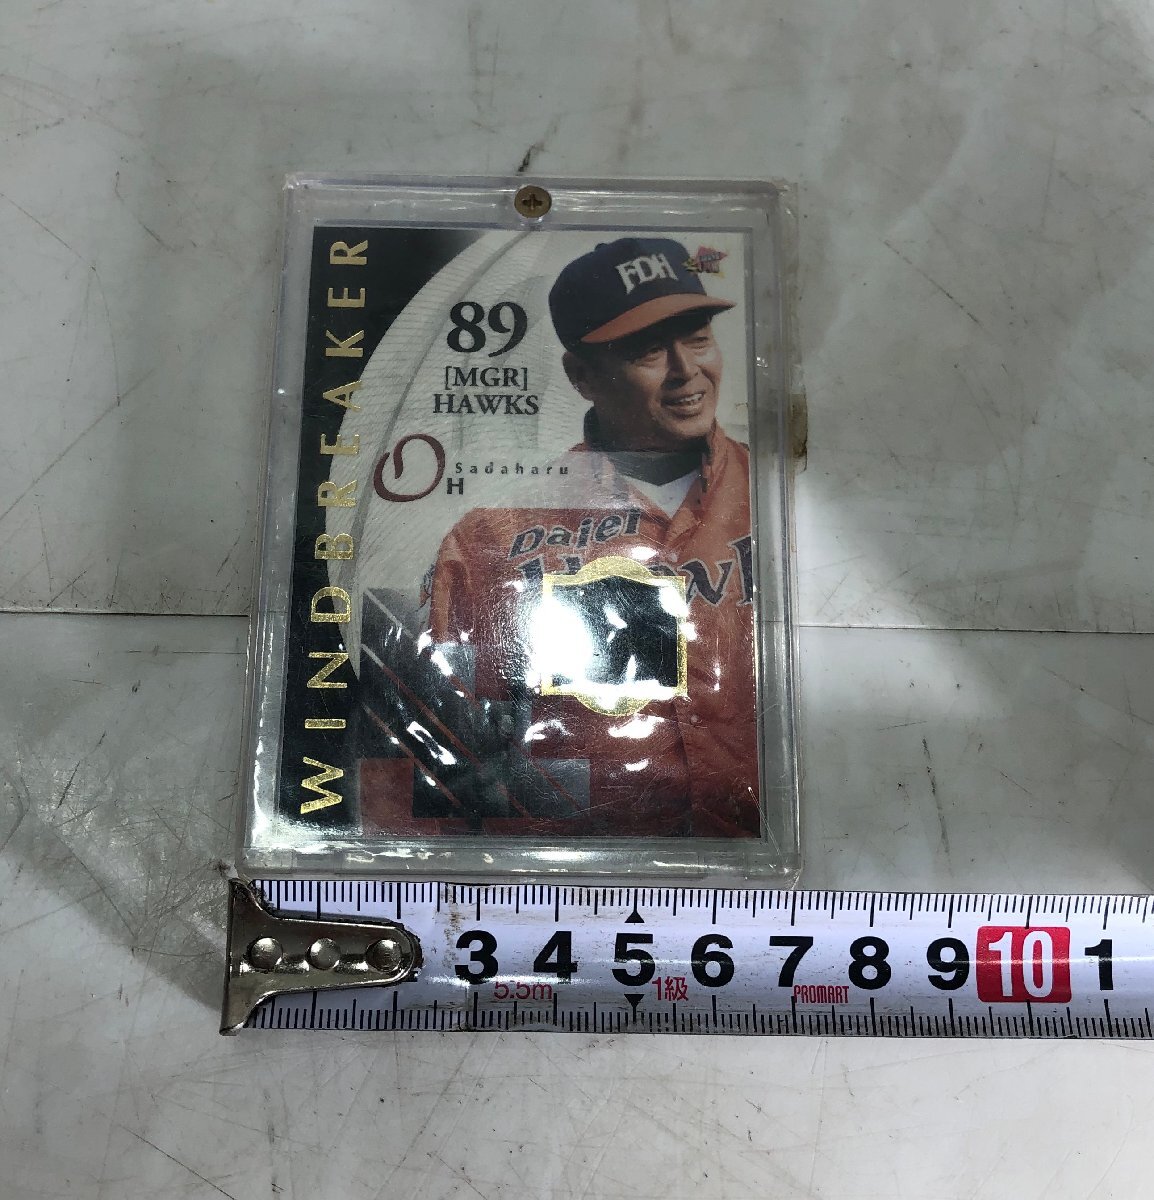 WINDBREAKER
FDH
89
[MGR]
HAWKS
Sadaharu
OH
Daiei
3 4 5 6 7 8 9 10 1
5.5m 1級 PROMART